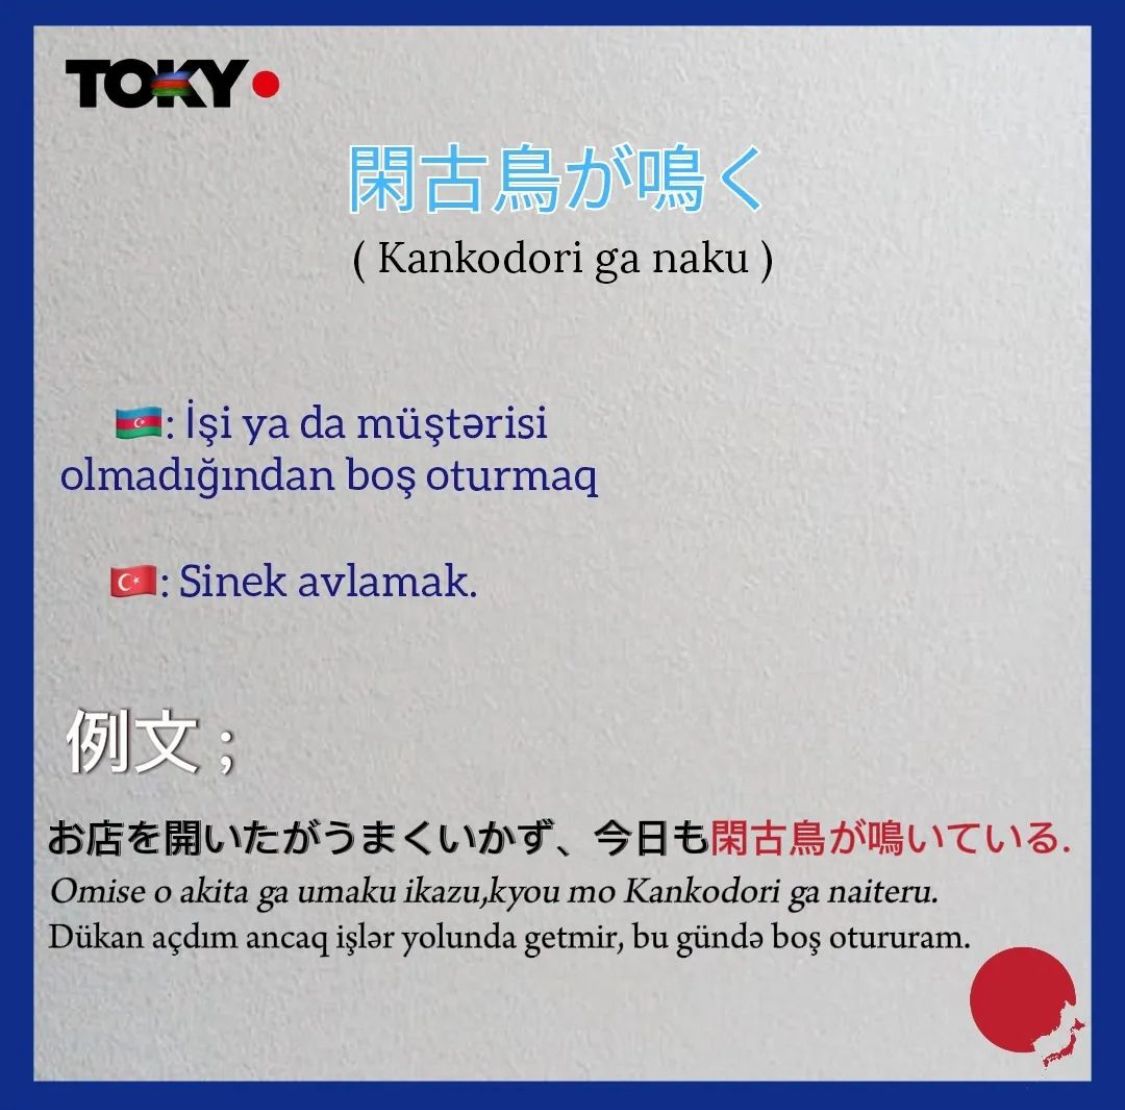 TOKYO
閑古鳥が鳴く
( Kankodori ga naku )
🇦🇿: İşi ya da müştərisi
olmadığından boş oturmaq
🇹🇷: Sinek avlamak.
例文 ;
お店を開いたがうまくいかず、今日も閑古鳥が鳴いている.
Omise o akita ga umaku ikazu,kyou mo Kankodori ga naiteru.
Dükan açdım ancaq işlər yolunda getmir, bu gündə boş otururam.